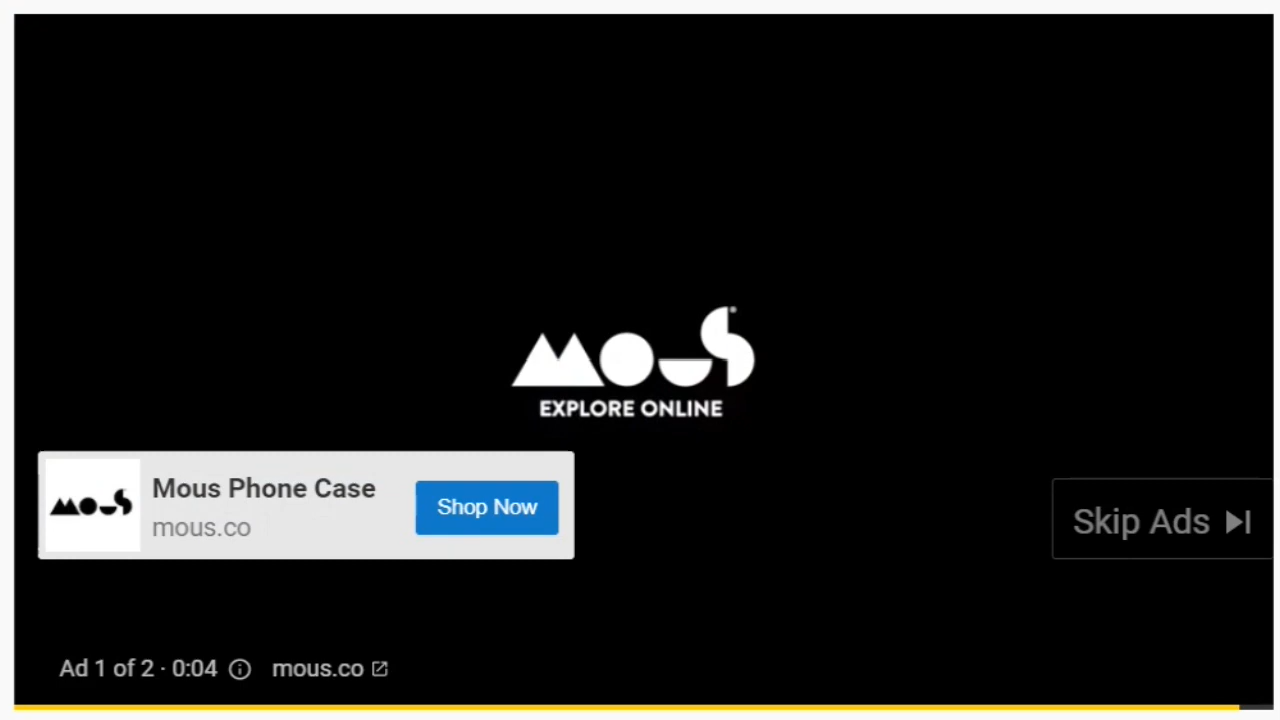 MOUS
EXPLORE ONLINE
MOUS
Mous Phone Case
mous.co
Shop Now
Skip Ads
Ad 1 of 2 · 0:04 mous.co